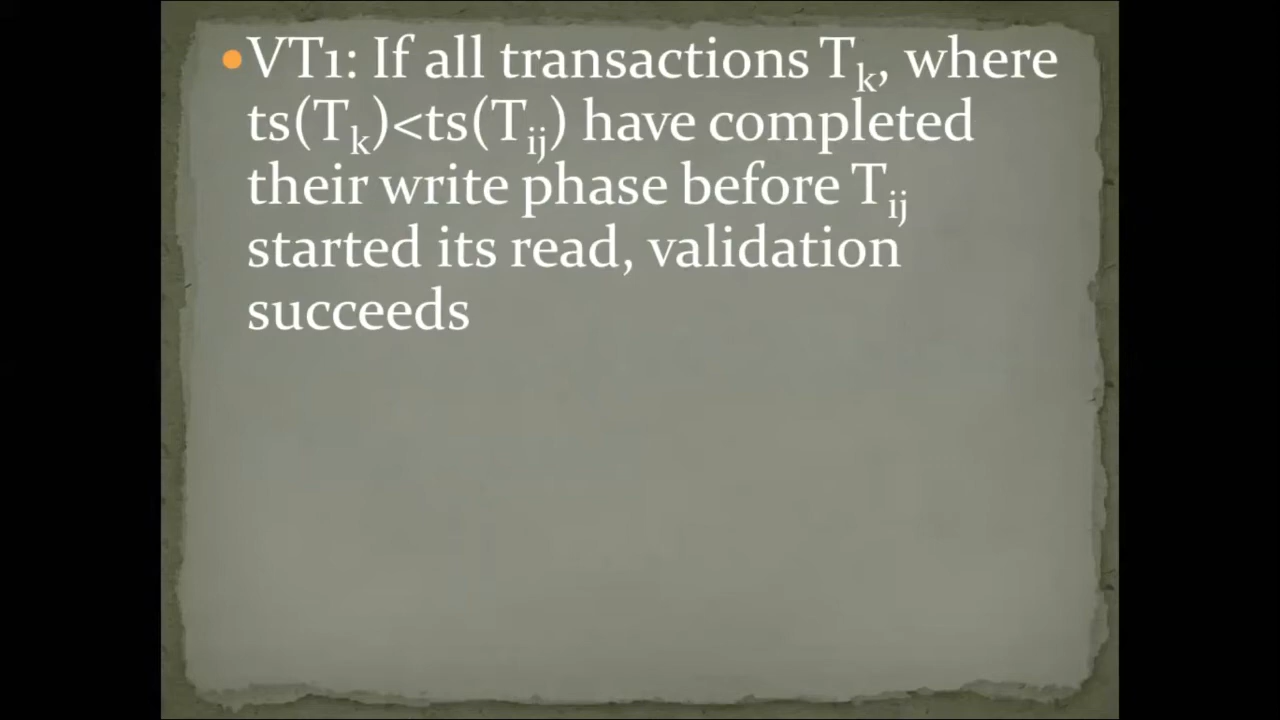 •VT1: If all transactions Tk, where
ts(Tk)<ts(Tij) have completed
their write phase before Tij
started its read, validation
succeeds